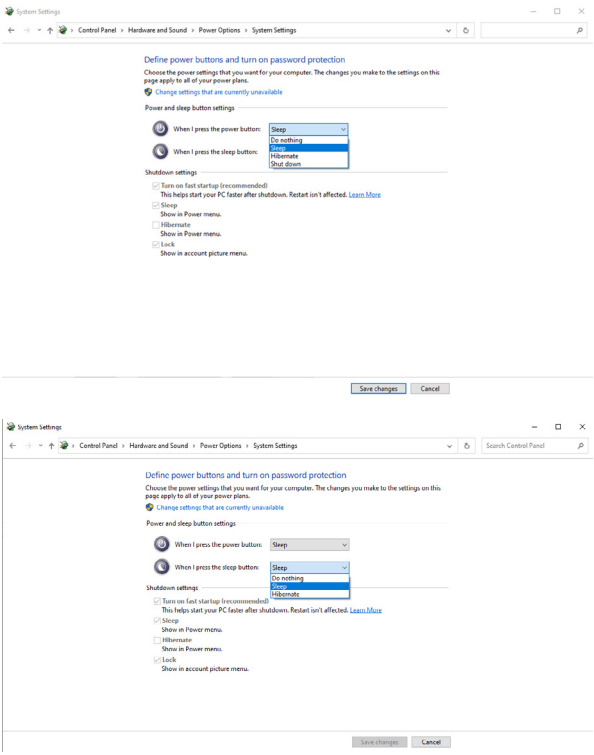 System Settings
Control Panel › Hardware and Sound › Power Options › System Settings
Define power buttons and turn on password protection
Choose the power settings that you want for your computer. The changes you make to the settings on this
page apply to all of your power plans.
Change settings that are currently unavailable
Power and sleep button settings
When I press the power button: Sleep
Do nothing
Sleep
When I press the sleep button: Hibernate
Shut down
Shutdown settings
Turn on fast startup (recommended)
This helps start your PC faster after shutdown. Restart isn't affected. Learn More
Sleep
Show in Power menu.
Hibernate
Show in Power menu.
Lock
Show in account picture menu.
Save changes Cancel
System Settings
Control Panel › Hardware and Sound › Power Options › System Settings Search Control Panel
Define power buttons and turn on password protection
Choose the power settings that you want for your computer. The changes you make to the settings on this
page apply to all of your power plans.
Change settings that are currently unavailable
Power and sleep button settings
When I press the power button: Sleep
When I press the sleep button: Sleep
Do nothing
Shutdown settings Sleep
Turn on fast startup (recommended) Hibernate
This helps start your PC faster after shutdown. Restart isn't affected. Learn More
Sleep
Show in Power menu.
Hibernate
Show in Power menu.
Lock
Show in account picture menu.
Save changes Cancel